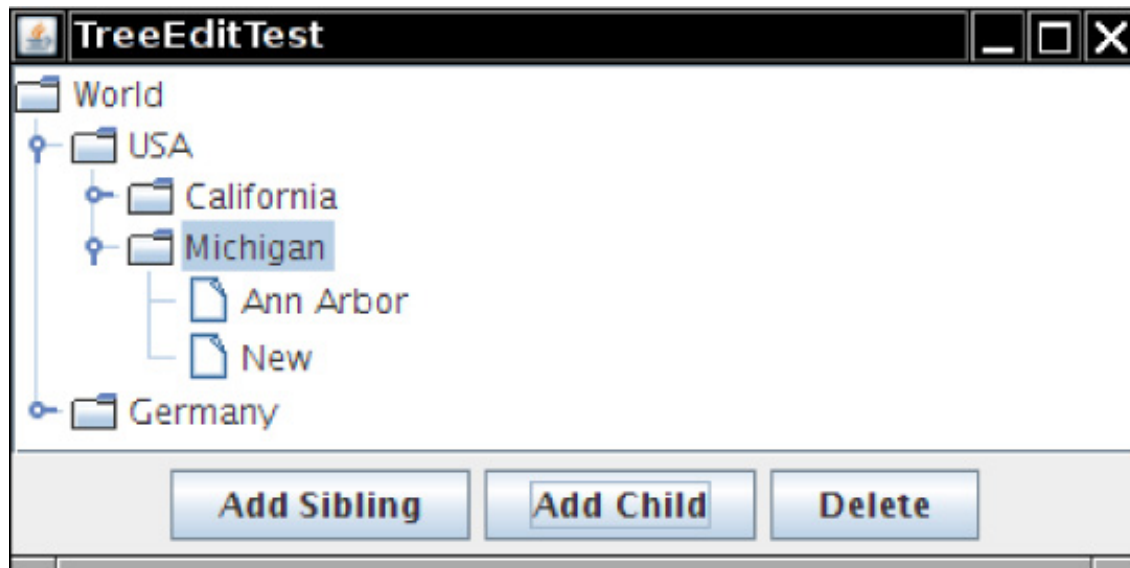 TreeEditTest
World
USA
California
Michigan
Ann Arbor
New
Germany
Add Sibling Add Child Delete